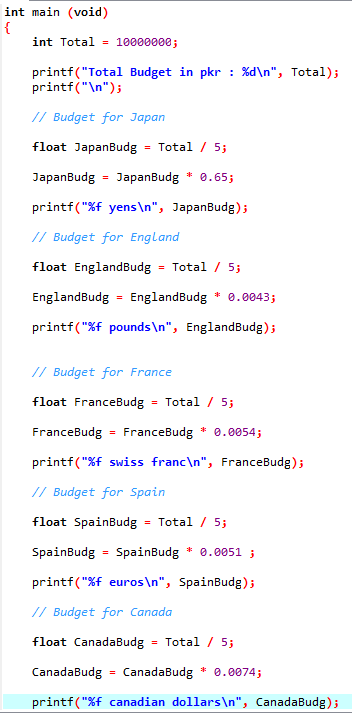 int main (void)
{
int Total = 10000000;
printf("Total Budget in pkr : %d\n", Total);
printf("\n");
// Budget for Japan
float JapanBudg = Total / 5;
JapanBudg = JapanBudg * 0.65;
printf("%f yens\n", JapanBudg);
// Budget for England
float EnglandBudg = Total / 5;
EnglandBudg = EnglandBudg * 0.0043;
printf("%f pounds\n", EnglandBudg);
// Budget for France
float FranceBudg = Total / 5;
FranceBudg = FranceBudg * 0.0054;
printf("%f swiss franc\n", FranceBudg);
// Budget for Spain
float SpainBudg = Total / 5;
SpainBudg = SpainBudg * 0.0051 ;
printf("%f euros\n", SpainBudg);
// Budget for Canada
float CanadaBudg = Total / 5;
CanadaBudg = CanadaBudg * 0.0074;
printf("%f canadian dollars\n", CanadaBudg);